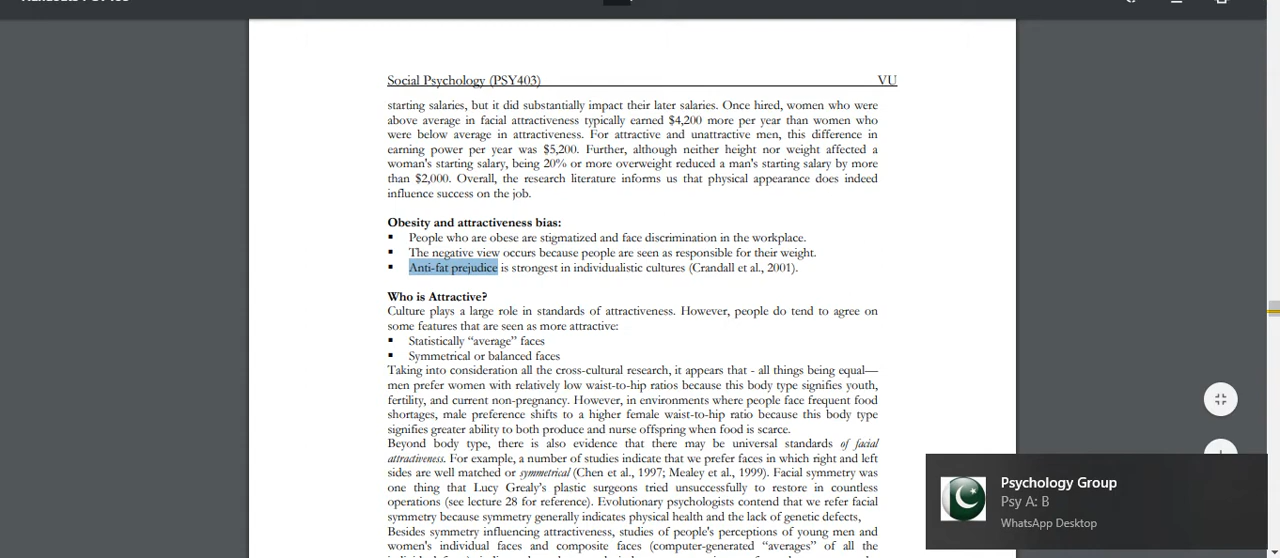 Social Psychology (PSY403) VU
starting salaries, but it did substantially impact their later salaries. Once hired, women who were
above average in facial attractiveness typically earned $4,200 more per year than women who
were below average in attractiveness. For attractive and unattractive men, this difference in
earning power per year was $5,200. Further, although neither height nor weight affected a
woman's starting salary, being 20% or more overweight reduced a man's starting salary by more
than $2,000. Overall, the research literature informs us that physical appearance does indeed
influence success on the job.
Obesity and attractiveness bias:
▪ People who are obese are stigmatized and face discrimination in the workplace.
▪ The negative view occurs because people are seen as responsible for their weight.
▪ Anti-fat prejudice is strongest in individualistic cultures (Crandall et al., 2001).
Who is Attractive?
Culture plays a large role in standards of attractiveness. However, people do tend to agree on
some features that are seen as more attractive:
▪ Statistically “average” faces
▪ Symmetrical or balanced faces
Taking into consideration all the cross-cultural research, it appears that - all things being equal—
men prefer women with relatively low waist-to-hip ratios because this body type signifies youth,
fertility, and current non-pregnancy. However, in environments where people face frequent food
shortages, male preference shifts to a higher female waist-to-hip ratio because this body type
signifies greater ability to both produce and nurse offspring when food is scarce.
Beyond body type, there is also evidence that there may be universal standards of facial
attractiveness. For example, a number of studies indicate that we prefer faces in which right and left
sides are well matched or symmetrical (Chen et al., 1997; Mealey et al., 1999). Facial symmetry was
one thing that Lucy Grealy's plastic surgeons tried unsuccessfully to restore in countless
operations (see lecture 28 for reference). Evolutionary psychologists contend that we refer facial
symmetry because symmetry generally indicates physical health and the lack of genetic defects,
Besides symmetry influencing attractiveness, studies of people's perceptions of young men and
women's individual faces and composite faces (computer-generated “averages” of all the
Psychology Group
Psy A: B
WhatsApp Desktop